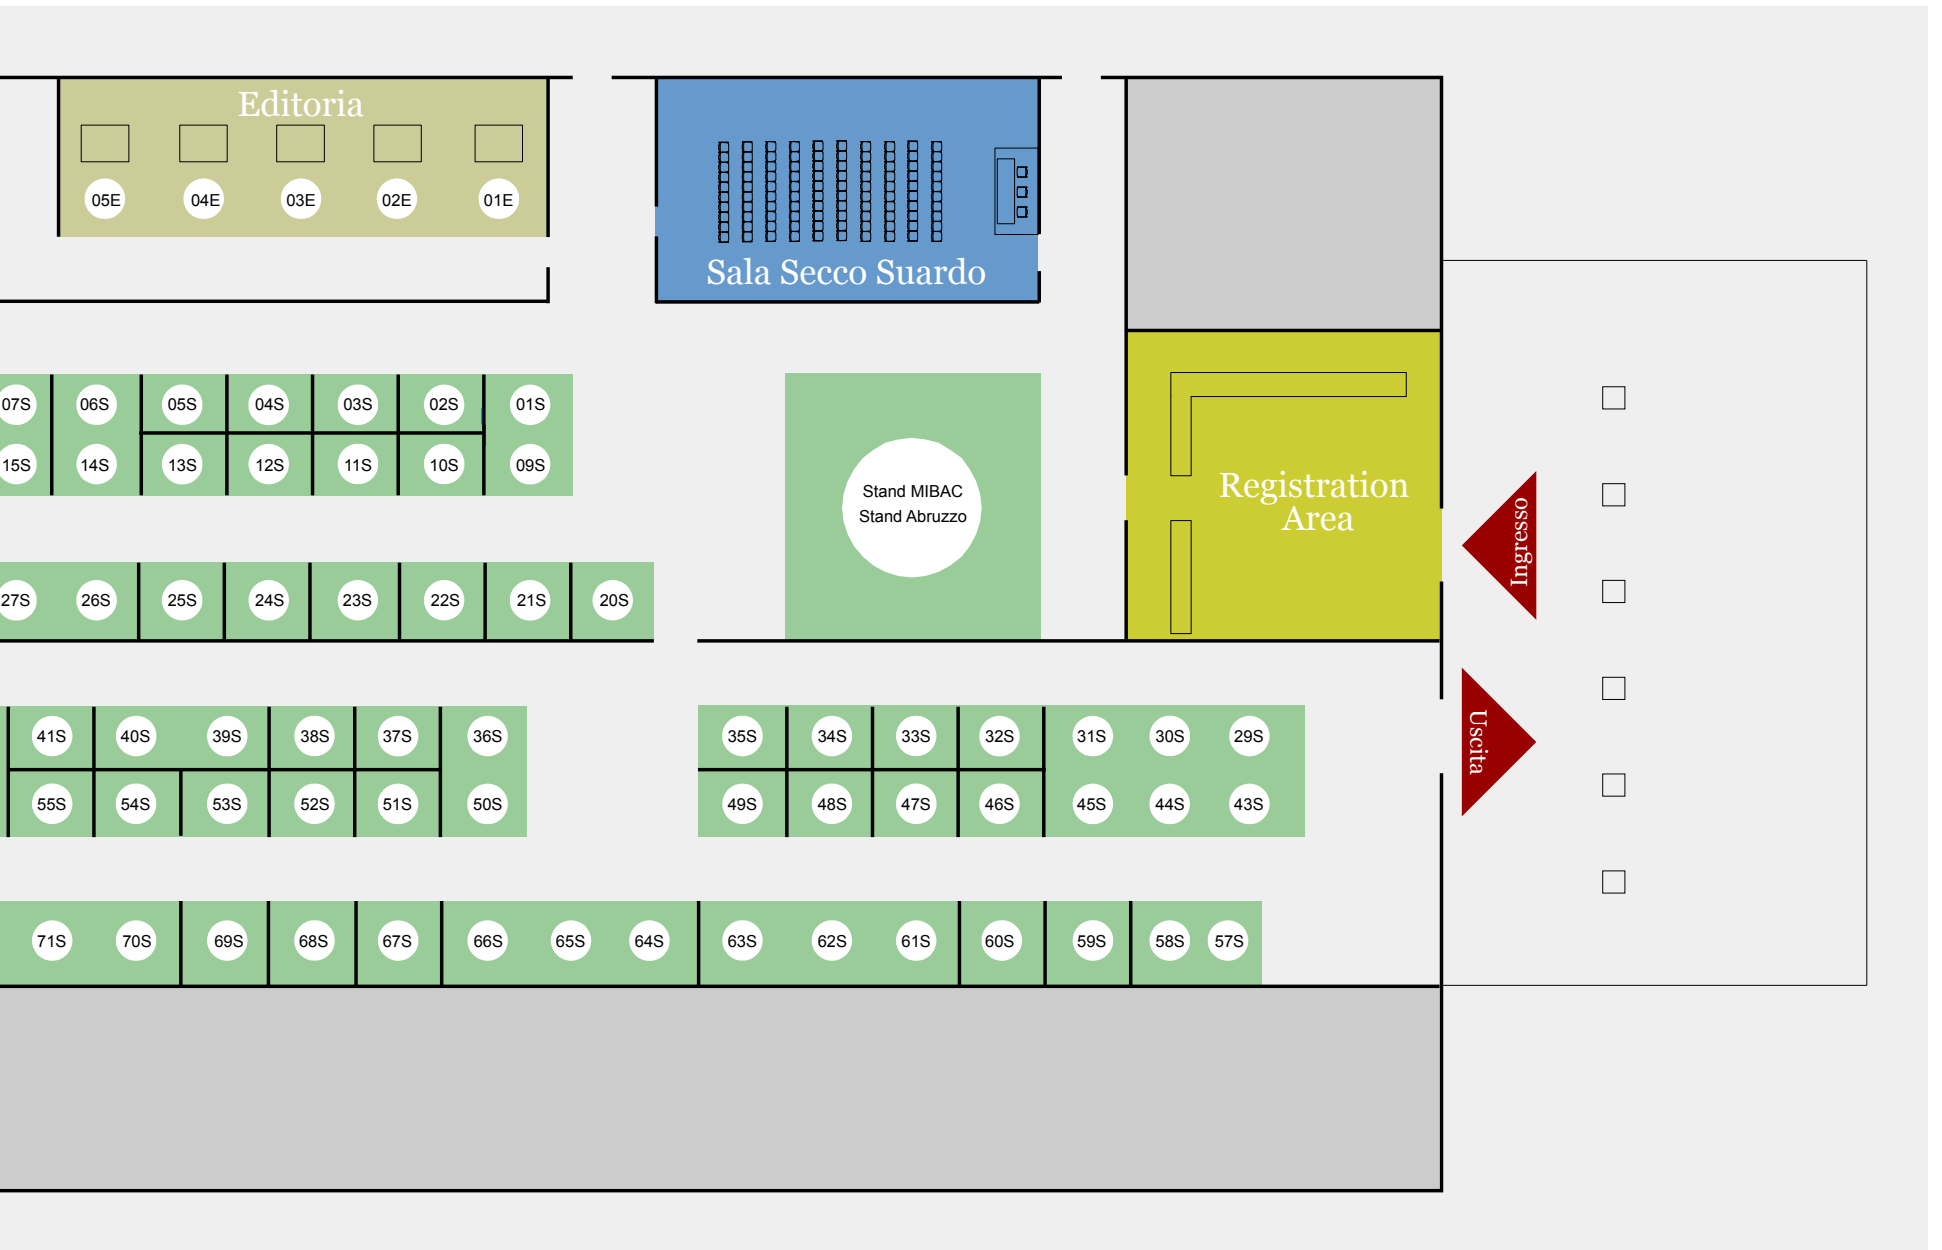 Editoria
05E 04E 03E 02E 01E
Sala Secco Suardo
07S 06S 05S 04S 03S 02S 01S
15S 14S 13S 12S 11S 10S 09S
Stand MIBAC
Stand Abruzzo
Registration
Area
Ingresso
27S 26S 25S 24S 23S 22S 21S 20S
Uscita
41S 40S 39S 38S 37S 36S 35S 34S 33S 32S 31S 30S 29S
55S 54S 53S 52S 51S 50S 49S 48S 47S 46S 45S 44S 43S
71S 70S 69S 68S 67S 66S 65S 64S 63S 62S 61S 60S 59S 58S 57S